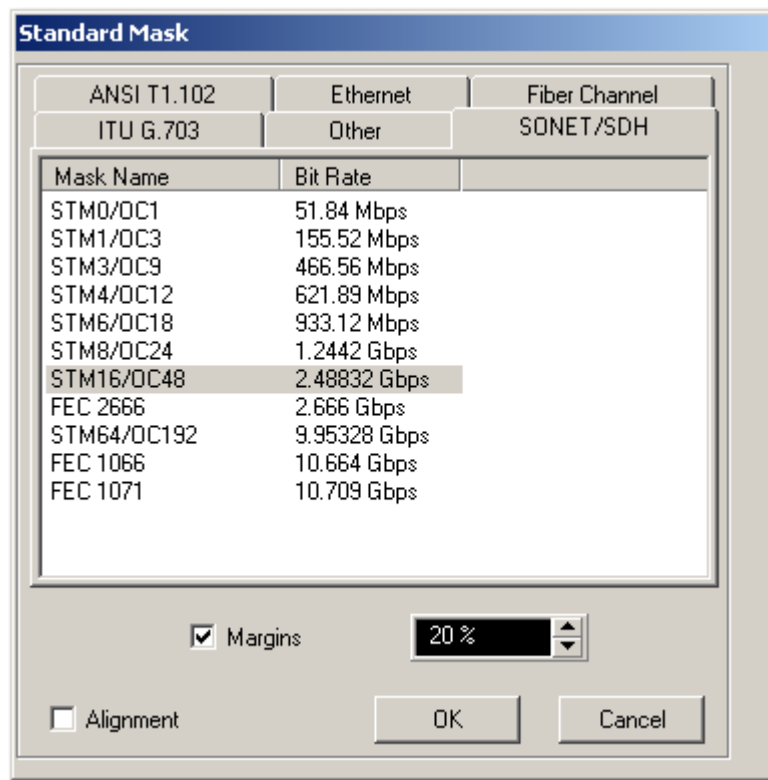 Standard Mask
ANSI T1.102 Ethernet Fiber Channel
ITU G.703 Other SONET/SDH
Mask Name Bit Rate
STM0/OC1 51.84 Mbps
STM1/OC3 155.52 Mbps
STM3/OC9 466.56 Mbps
STM4/OC12 621.89 Mbps
STM6/OC18 933.12 Mbps
STM8/OC24 1.2442 Gbps
STM16/OC48 2.48832 Gbps
FEC 2666 2.666 Gbps
STM64/OC192 9.95328 Gbps
FEC 1066 10.664 Gbps
FEC 1071 10.709 Gbps
Margins 20 %
Alignment OK Cancel